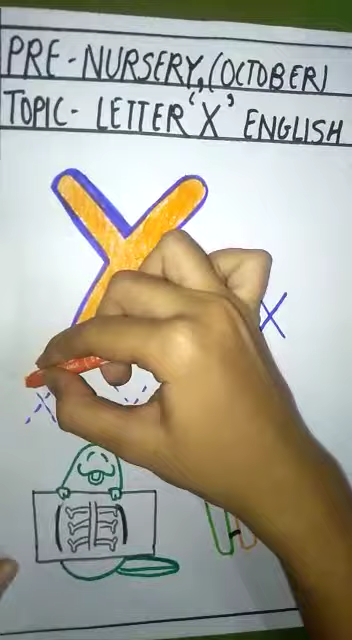 PRE-NURSERY, (OCTOBER)
TOPIC- LETTER 'X' ENGLISH
X
X